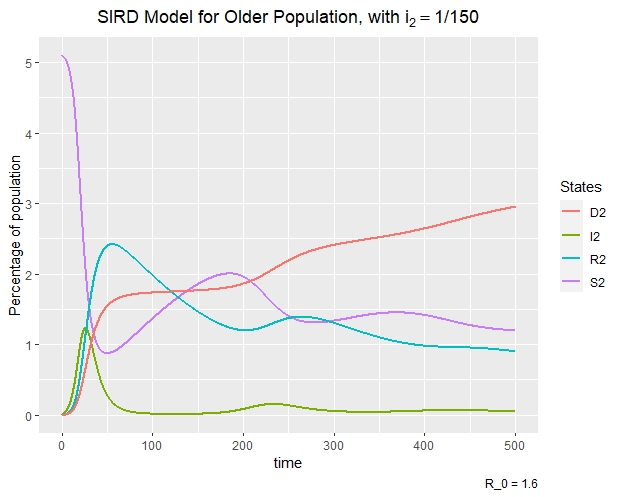 SIRD Model for Older Population, with i₂ = 1/150
Percentage of population
5
4
3
2
1
0
0 100 200 300 400 500
time
States
D2
I2
R2
S2
R_0 = 1.6